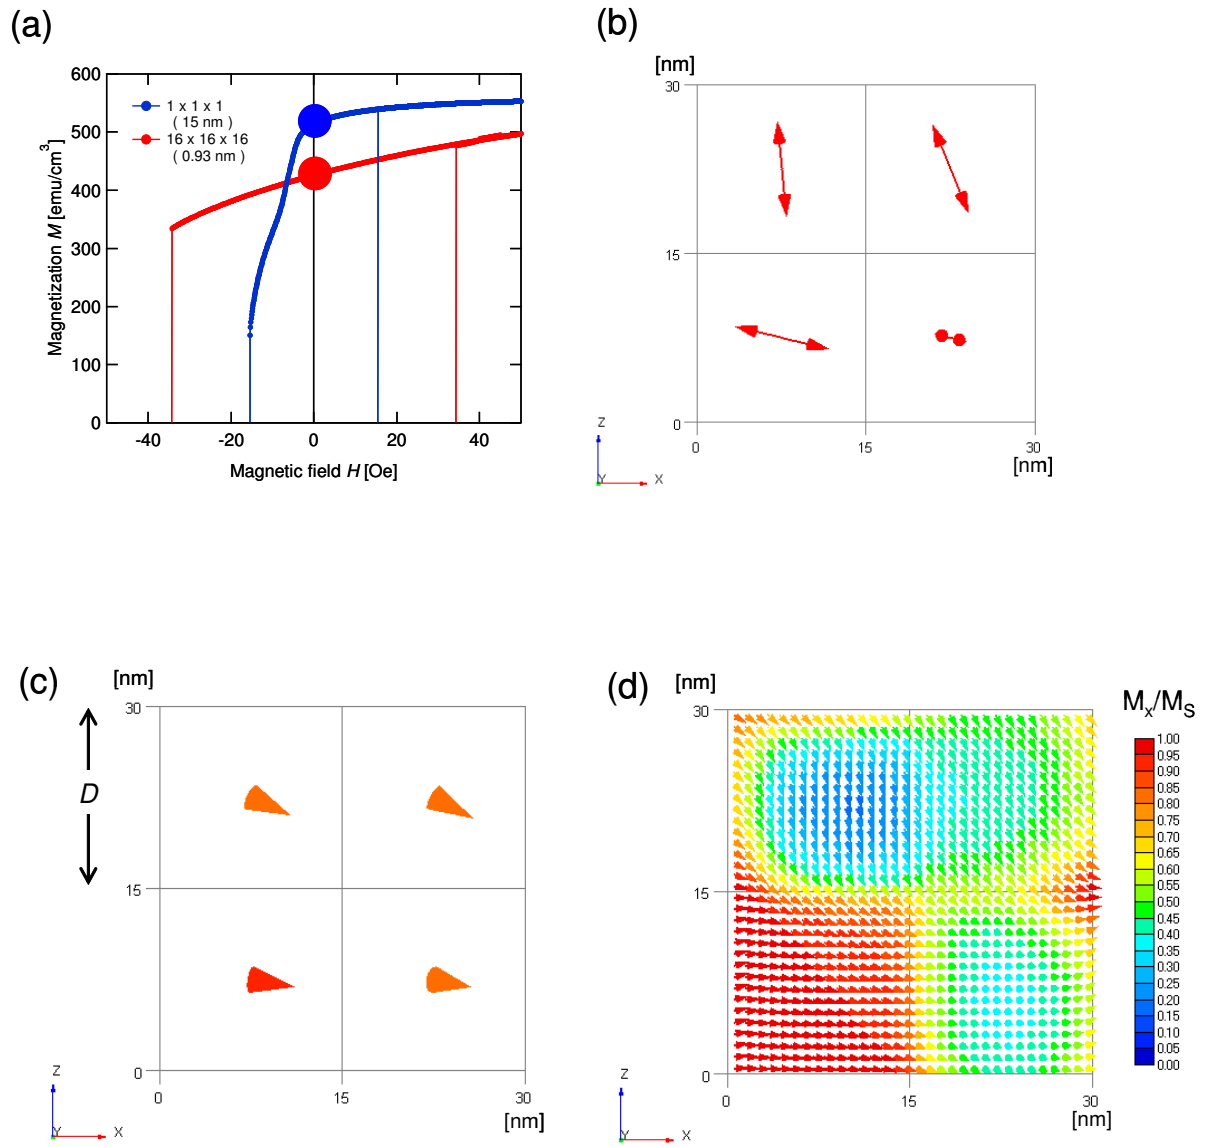 (a)
600
500
400
300
200
100
0
Magnetization M [emu/cm3]
1 x 1 x 1
( 15 nm )
16 x 16 x 16
( 0.93 nm )
-40 -20 0 20 40
Magnetic field H [Oe]
(b)
[nm]
30
15
0
0 15 30
[nm]
Z
Y X
(c)
[nm]
30
D
15
0
0 15 30
[nm]
Z
Y X
(d)
[nm]
30
15
0
0 15 30
[nm]
Z
Y X
Mx/MS
1.00
0.95
0.90
0.85
0.80
0.75
0.70
0.65
0.60
0.55
0.50
0.45
0.40
0.35
0.30
0.25
0.20
0.15
0.10
0.05
0.00